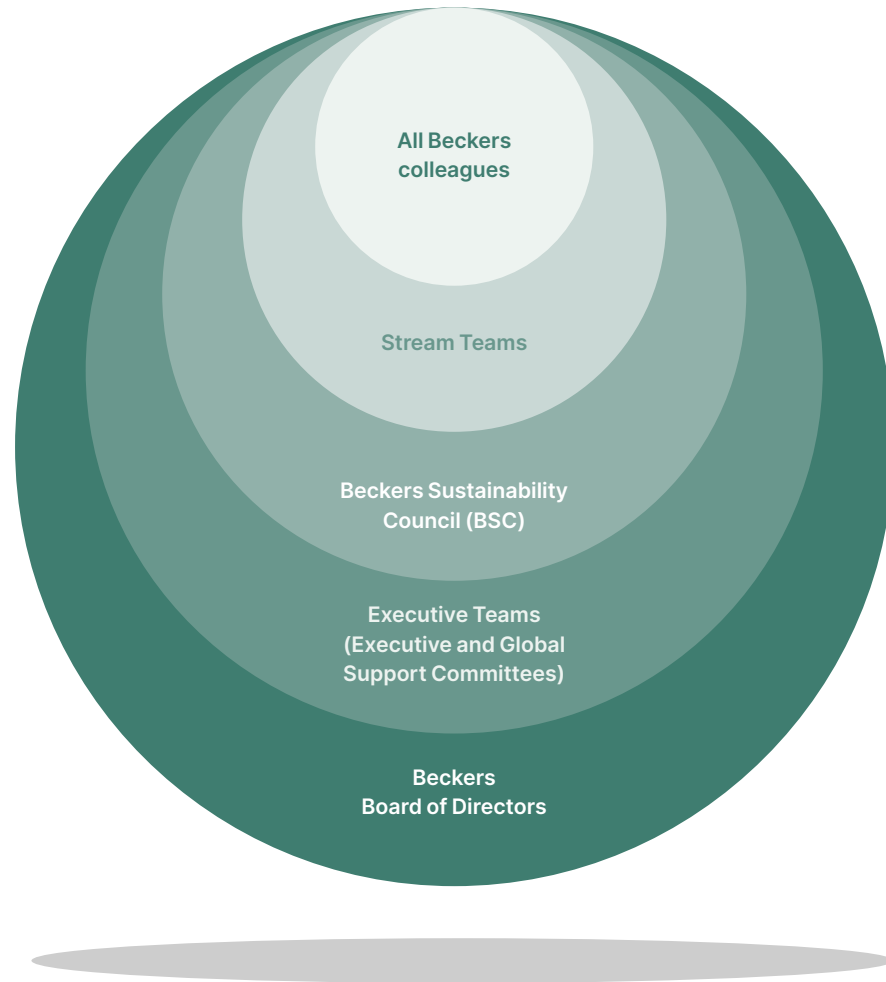 All Beckers
colleagues
Stream Teams
Beckers Sustainability
Council (BSC)
Executive Teams
(Executive and Global
Support Committees)
Beckers
Board of Directors